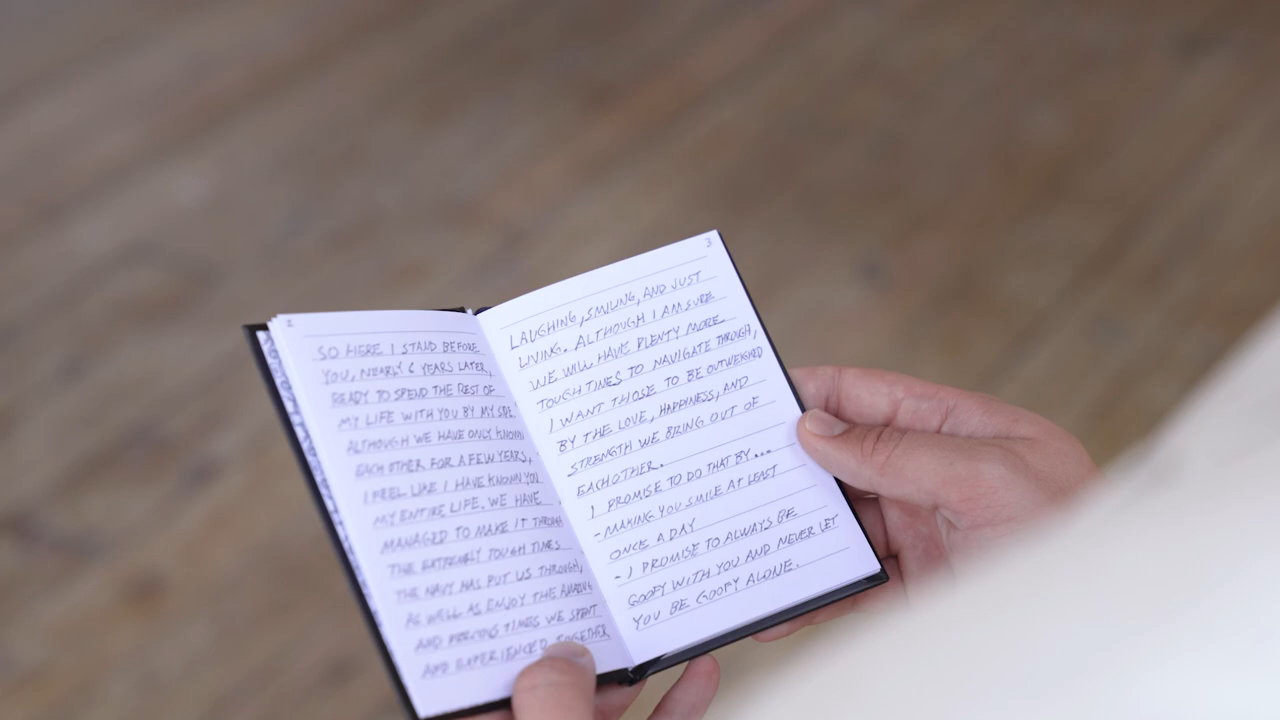 2
SO HERE I STAND BEFORE
YOU, NEARLY 6 YEARS LATER,
READY TO SPEND THE REST OF
MY LIFE WITH YOU BY MY SIDE.
ALTHOUGH WE HAVE ONLY KNOWN
EACH OTHER FOR A FEW YEARS,
I FEEL LIKE I HAVE KNOWN YOU
MY ENTIRE LIFE. WE HAVE
MANAGED TO MAKE IT THROUGH
THE EXTREMELY TOUGH TIMES
THE NAVY HAS PUT US THROUGH,
AS WELL AS ENJOY THE AMAZING
AND TIMES WE SPENT
AND EXPERIENCED TOGETHER
3
LAUGHING, SMILING, AND JUST
LIVING. ALTHOUGH I AM SURE
WE WILL HAVE PLENTY MORE
TOUGH TIMES TO NAVIGATE THROUGH,
I WANT THOSE TO BE OUTWEIGHED
BY THE LOVE, HAPPINESS, AND
STRENGTH WE BRING OUT OF
EACHOTHER.
I PROMISE TO DO THAT BY...
- MAKING YOU SMILE AT LEAST
ONCE A DAY
- I PROMISE TO ALWAYS BE
GOOFY WITH YOU AND NEVER LET
YOU BE GOOFY ALONE.